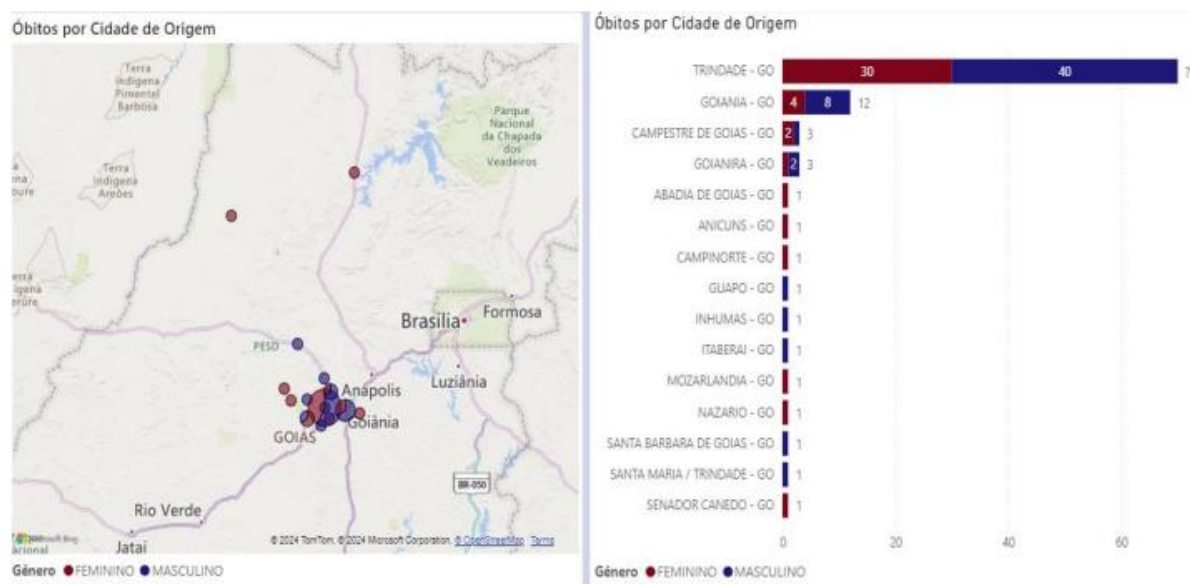 Óbitos por Cidade de Origem
Terra
Indígena
Pimentel
Barbosa
Terra
Indígena
Areões
Parque
Nacional
da Chapada
dos
Veadeiros
Brasília
Formosa
PESO
Luziânia
Anápolis
Goiânia
GOIÁS
BR-050
Rio Verde
Jataí
© 2024 TomTom, © 2024 Microsoft Corporation, © OpenStreetMap Terms
Género FEMININO MASCULINO
Óbitos por Cidade de Origem
TRINDADE - GO 30 40 7
GOIANIA - GO 4 8 12
CAMPESTRE DE GOIAS - GO 2 3
GOIANIRA - GO 2 3
ABADIA DE GOIAS - GO 1
ANICUNS - GO 1
CAMPINORTE - GO 1
GUAPO - GO 1
INHUMAS - GO 1
ITABERAI - GO 1
MOZARLANDIA - GO 1
NAZARIO - GO 1
SANTA BARBARA DE GOIAS - GO 1
SANTA MARIA / TRINDADE - GO 1
SENADOR CANEDO - GO 1
0 20 40 60
Género FEMININO MASCULINO